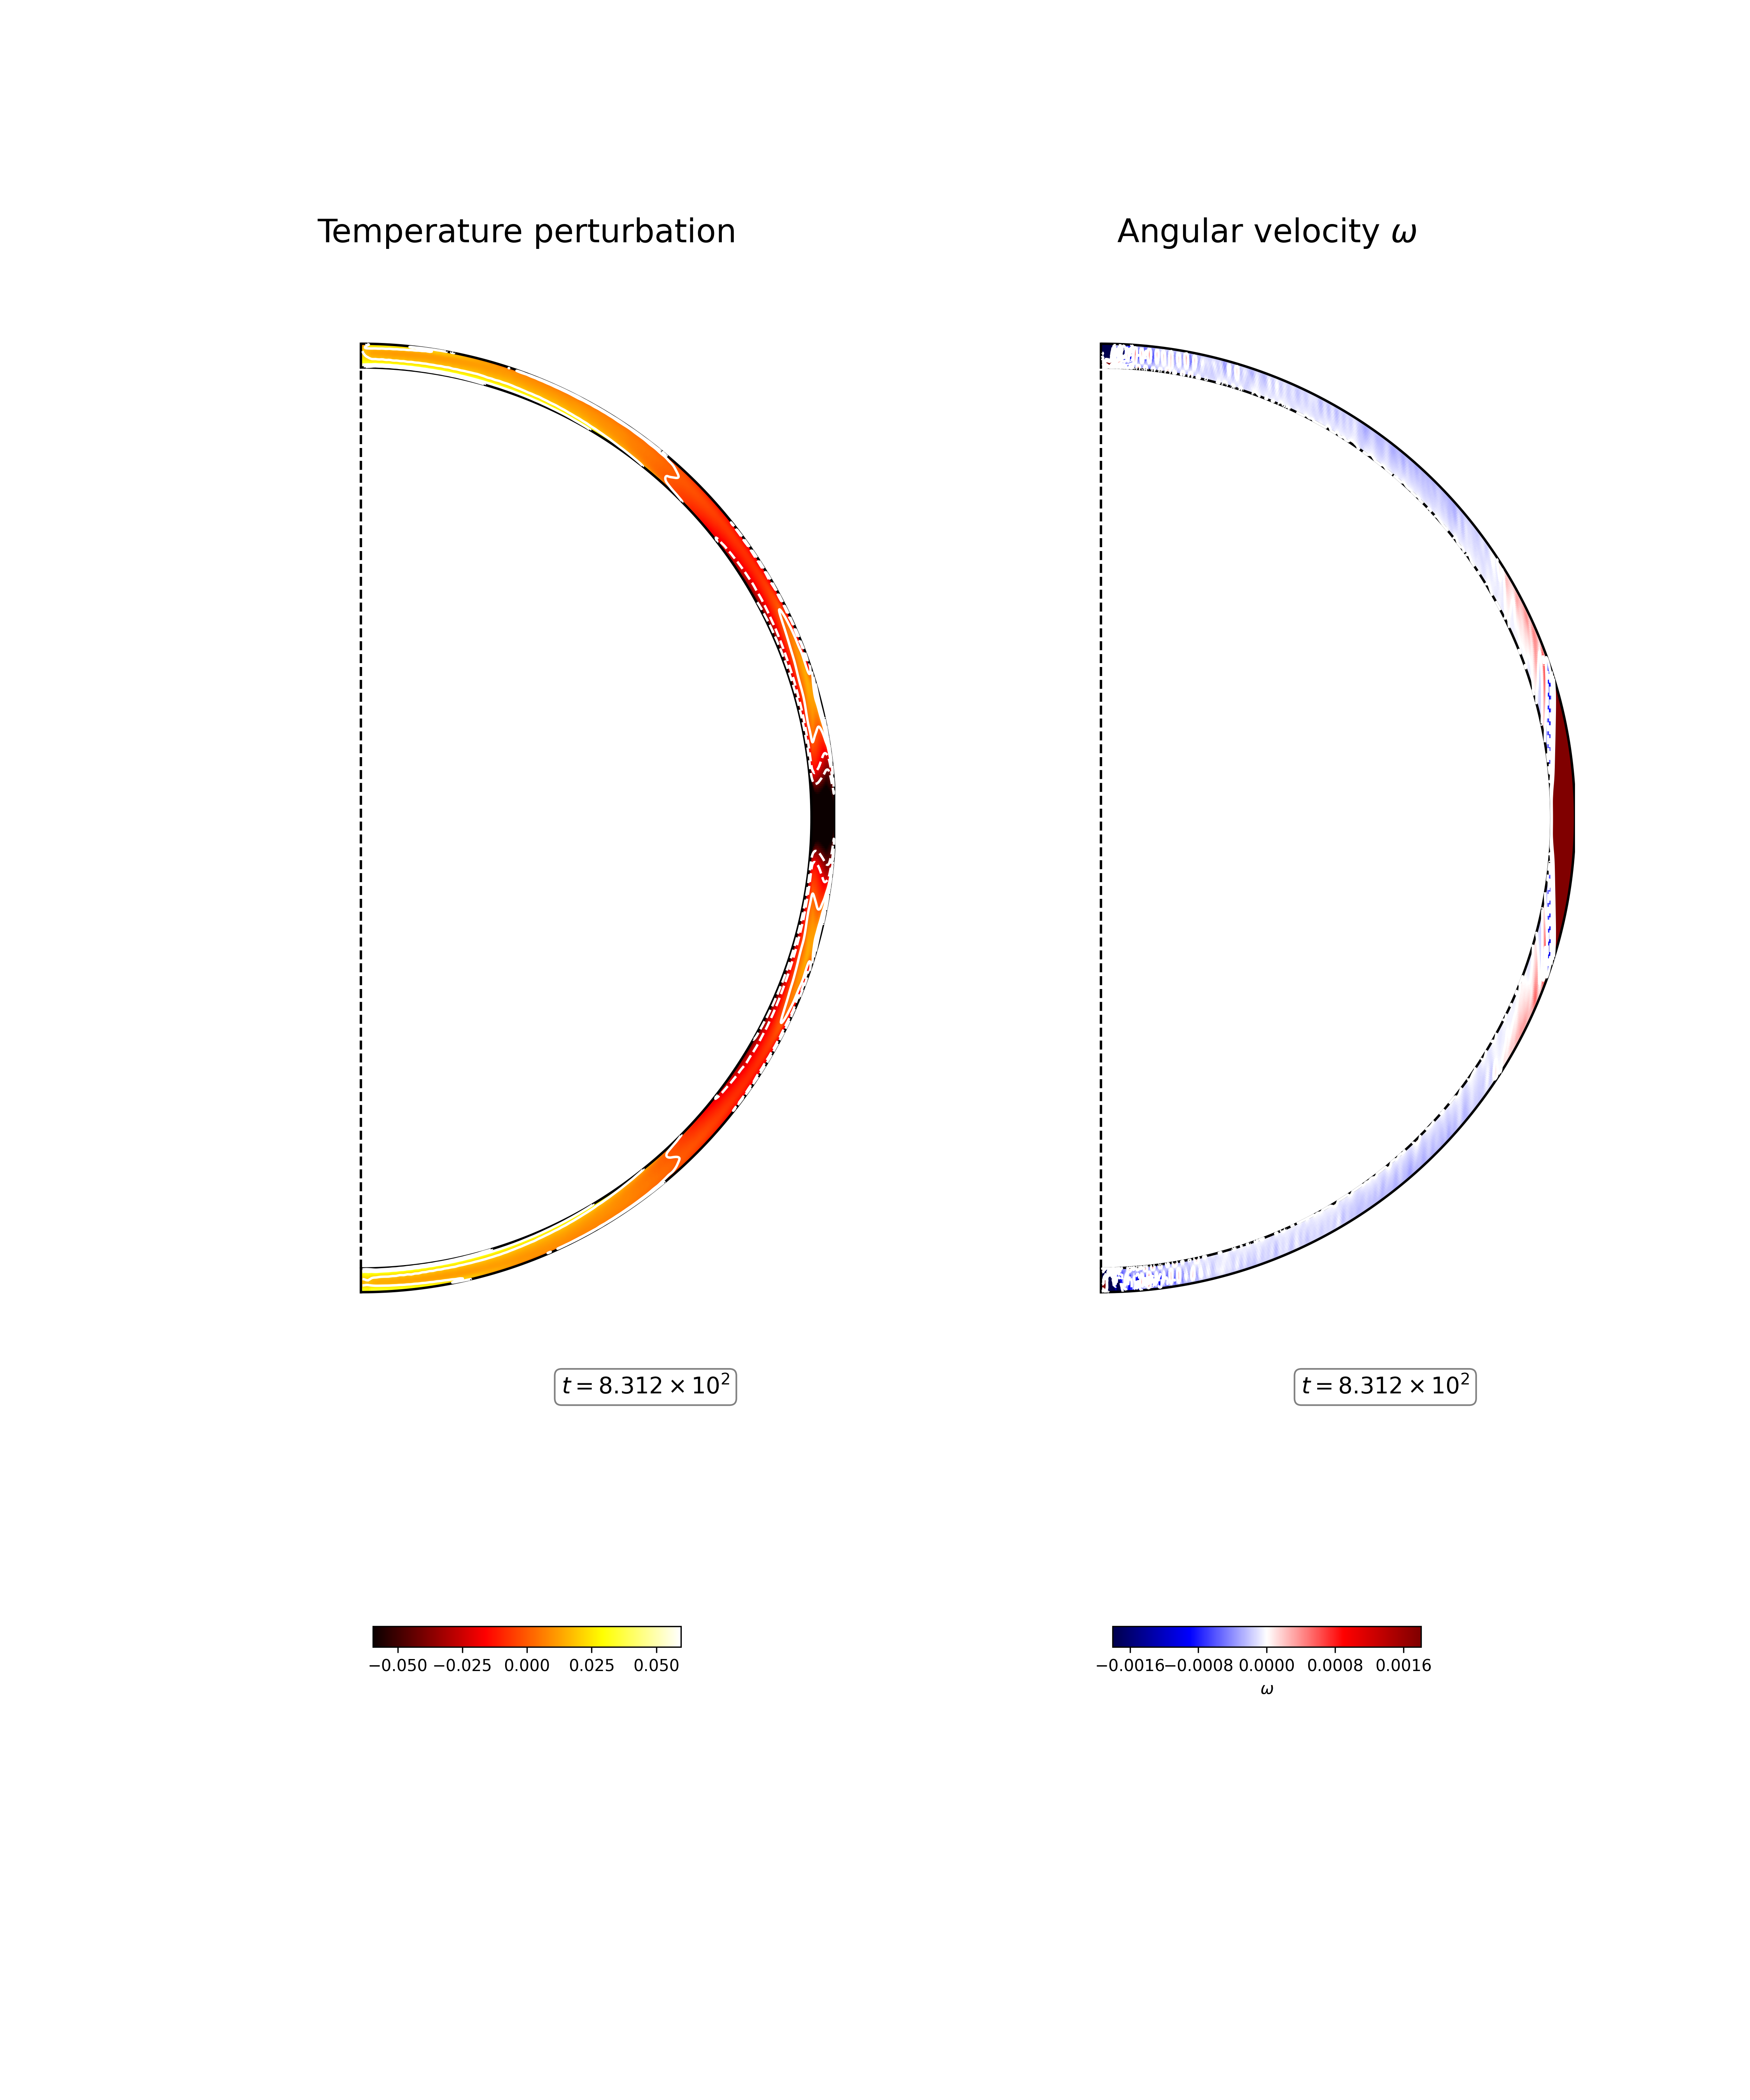 Temperature perturbation
Angular velocity ω
t = 8.312 × 10²
t = 8.312 × 10²
−0.050 −0.025 0.000 0.025 0.050
−0.0016 −0.0008 0.0000 0.0008 0.0016
ω